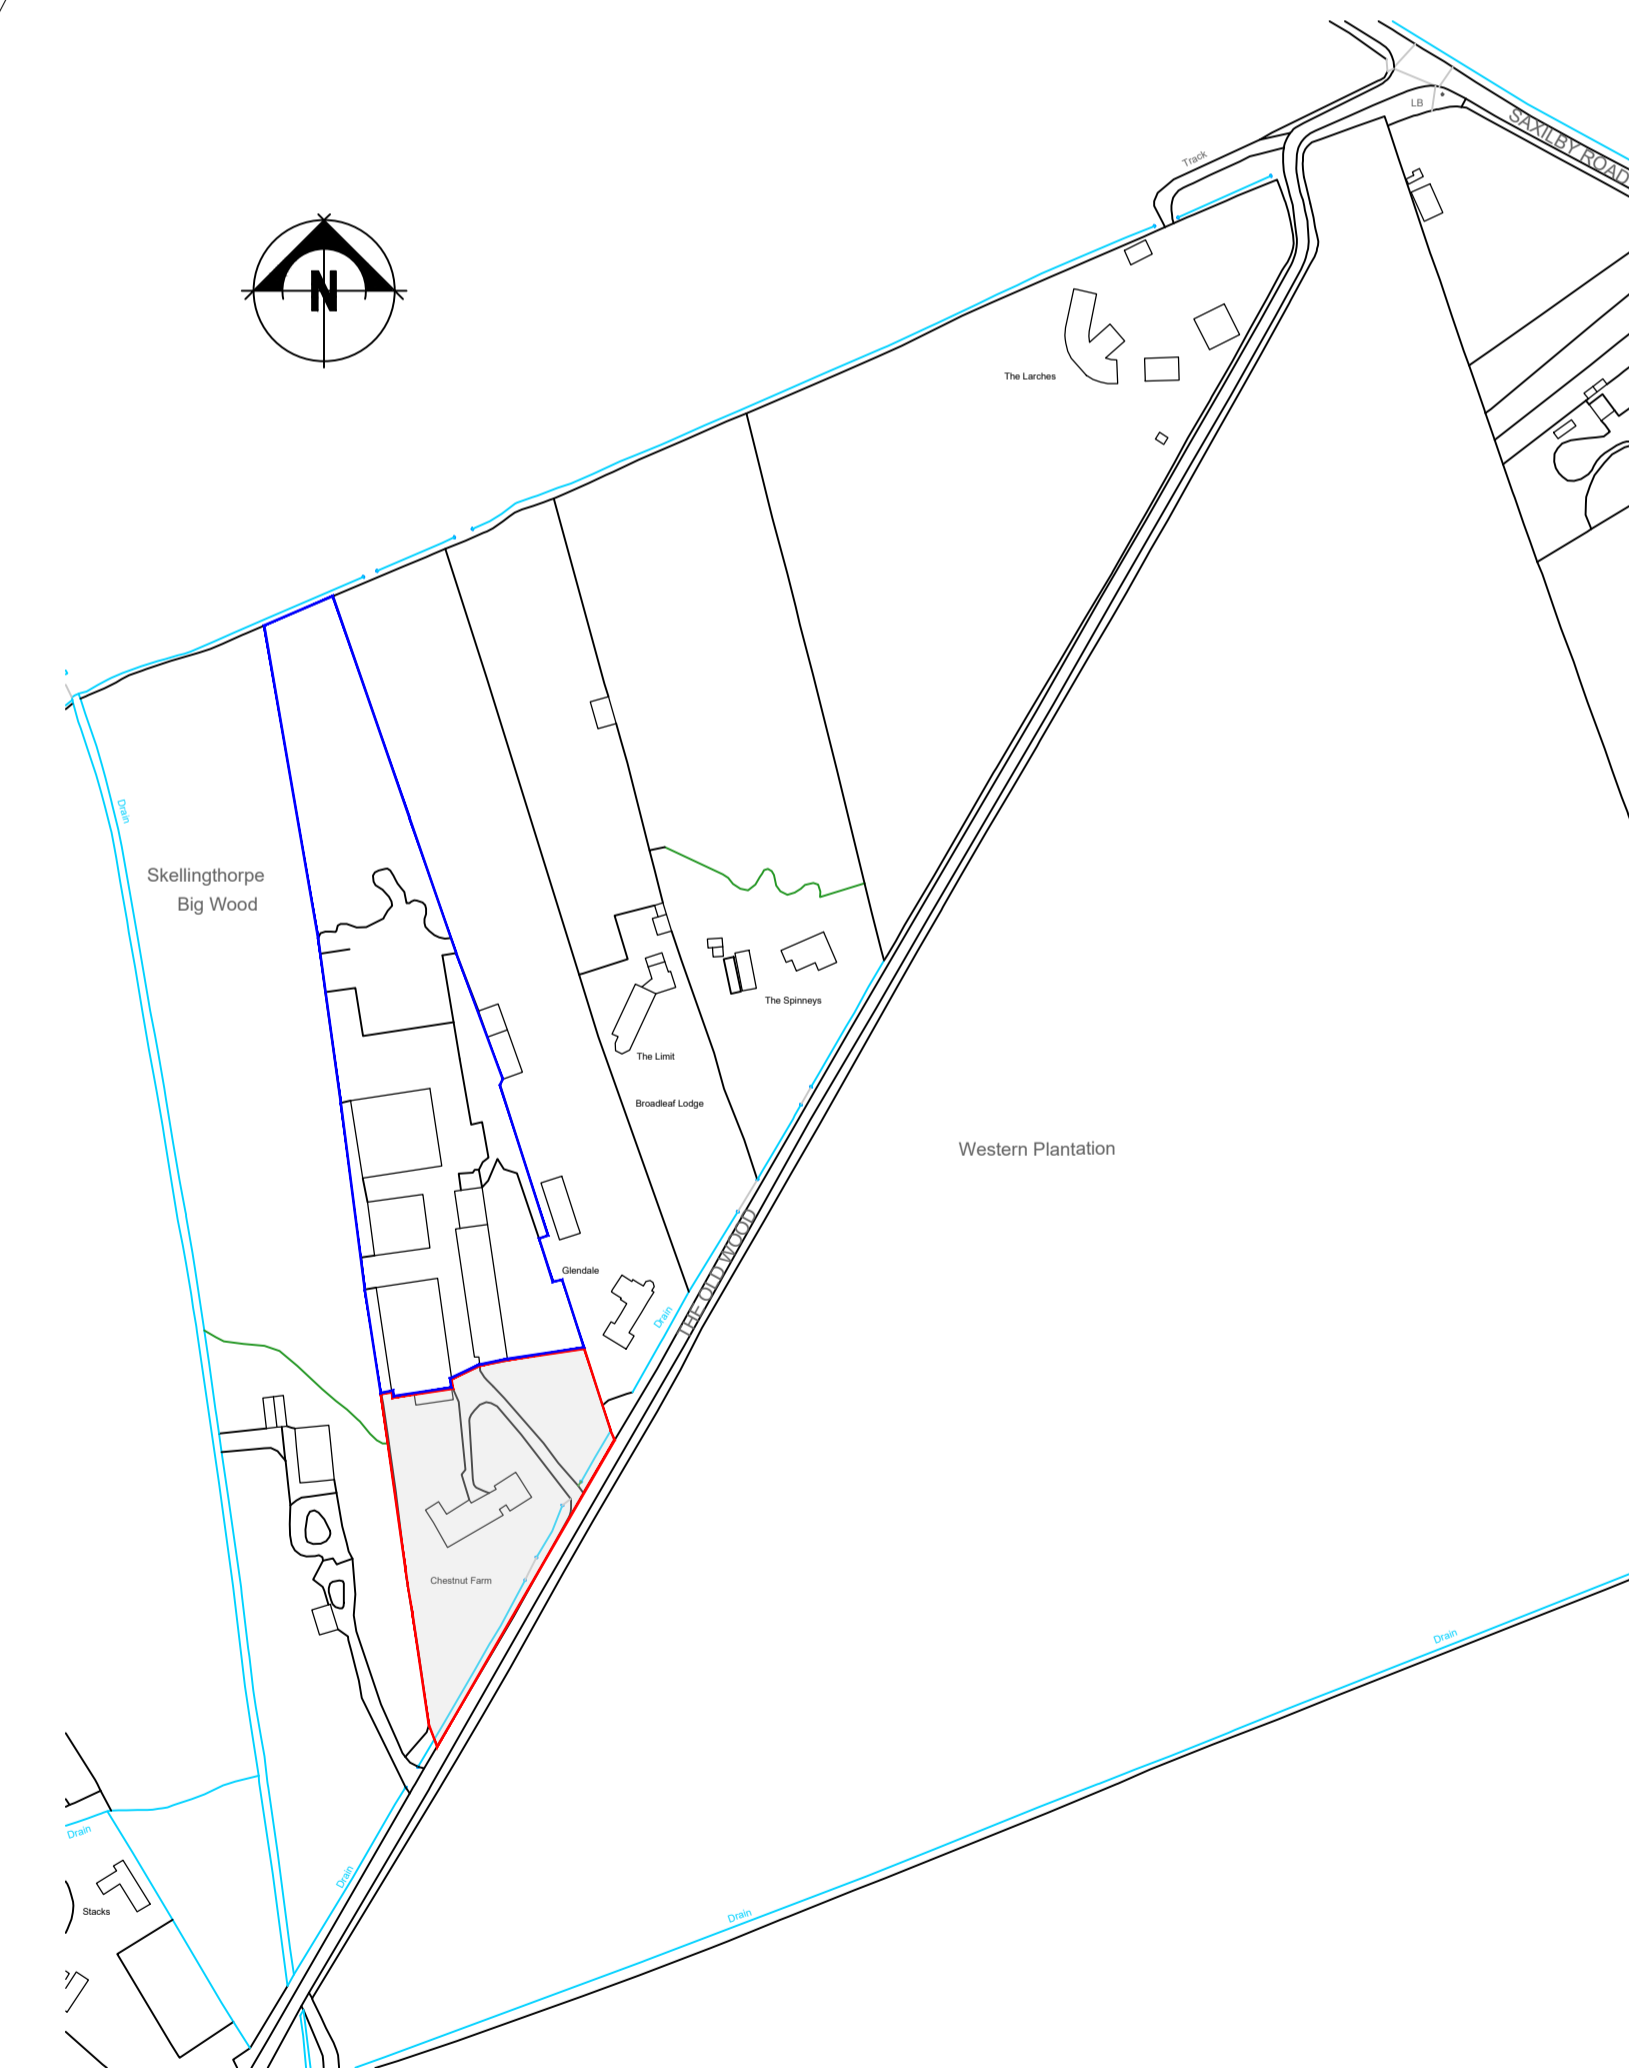 LB
SAXILBY ROAD
Track
N
The Larches
Drain
Skellingthorpe
Big Wood
The Spinneys
The Limit
Broadleaf Lodge
Western Plantation
THE OLD WOOD
Glendale
Drain
Chestnut Farm
Drain
Drain
Drain
Stacks
Drain